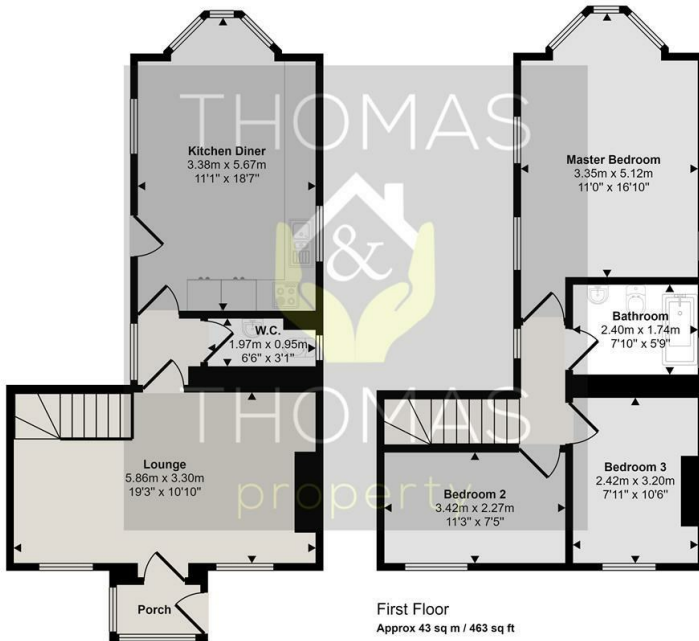 THOMAS
&
THOMAS
property
Kitchen Diner
3.38m x 5.67m
11'1" x 18'7"
W.C.
1.97m x 0.95m
6'6" x 3'1"
Lounge
5.86m x 3.30m
19'3" x 10'10"
Porch
Master Bedroom
3.35m x 5.12m
11'0" x 16'10"
Bathroom
2.40m x 1.74m
7'10" x 5'9"
Bedroom 2
3.42m x 2.27m
11'3" x 7'5"
Bedroom 3
2.42m x 3.20m
7'11" x 10'6"
First Floor
Approx 43 sq m / 463 sq ft